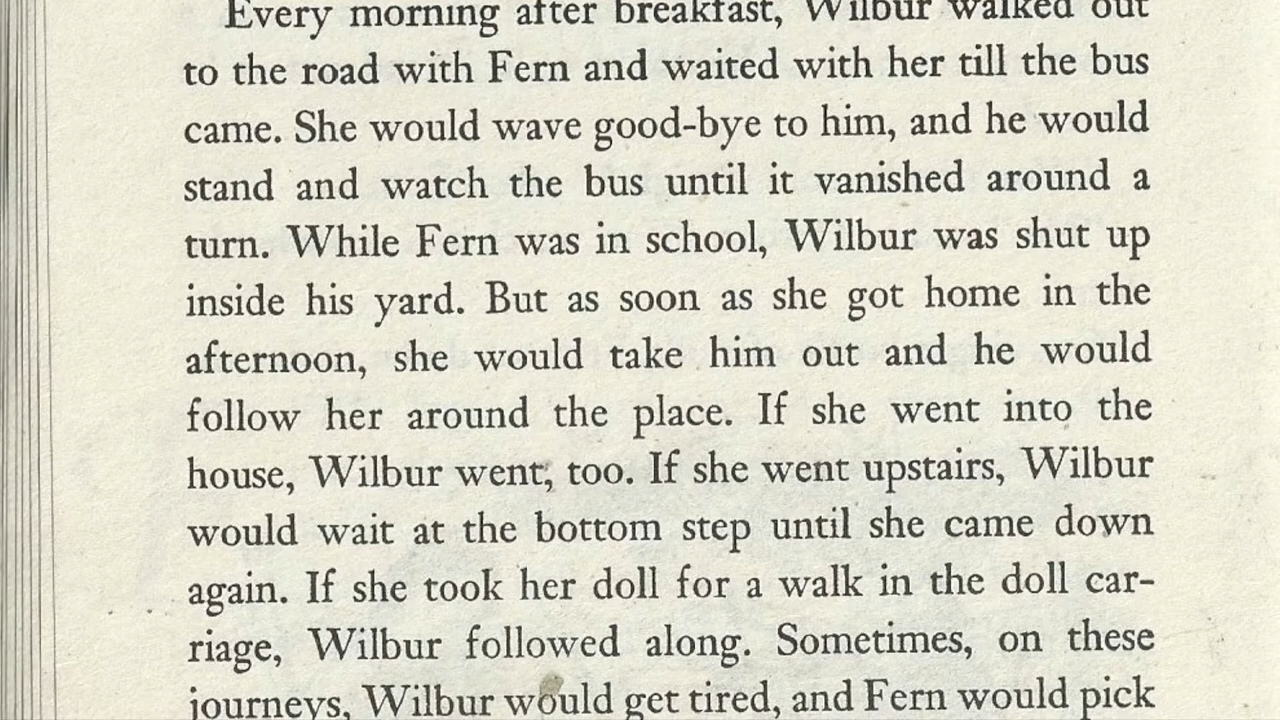 Every morning after breakfast, Wilbur walked out
to the road with Fern and waited with her till the bus
came. She would wave good-bye to him, and he would
stand and watch the bus until it vanished around a
turn. While Fern was in school, Wilbur was shut up
inside his yard. But as soon as she got home in the
afternoon, she would take him out and he would
follow her around the place. If she went into the
house, Wilbur went, too. If she went upstairs, Wilbur
would wait at the bottom step until she came down
again. If she took her doll for a walk in the doll car-
riage, Wilbur followed along. Sometimes, on these
journeys, Wilbur would get tired, and Fern would pick